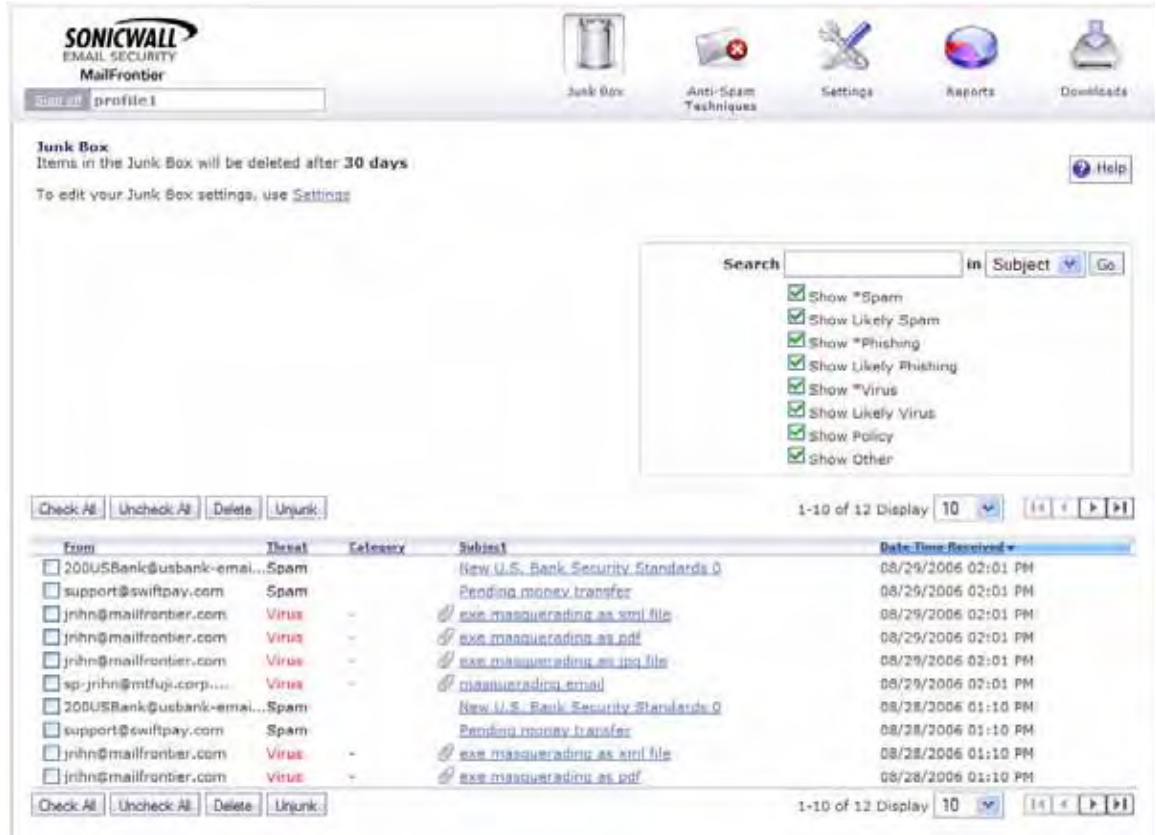 SONICWALL
EMAIL SECURITY
MailFrontier
Sign off profile1
Junk Box
Anti-Spam Techniques
Settings
Reports
Downloads
Junk Box
Items in the Junk Box will be deleted after 30 days
Help
To edit your Junk Box settings, use Settings
Search in Subject Go
Show *Spam
Show Likely Spam
Show *Phishing
Show Likely Phishing
Show *Virus
Show Likely Virus
Show Policy
Show Other
Check All Uncheck All Delete Unjunk 1-10 of 12 Display 10
From Threat Category Subject Date Time Received
200USBank@usbank-emai... Spam New U.S. Bank Security Standards 0 08/29/2006 02:01 PM
support@swiftpay.com Spam Pending money transfer 08/29/2006 02:01 PM
jnhn@mailfrontier.com Virus - exe masquerading as xml file 08/29/2006 02:01 PM
jnhn@mailfrontier.com Virus - exe masquerading as pdf 08/29/2006 02:01 PM
jnhn@mailfrontier.com Virus - exe masquerading as jpg file 08/29/2006 02:01 PM
sp-jnhn@mtfuji.corp.... Virus - masquerading email 08/29/2006 02:01 PM
200USBank@usbank-emai... Spam New U.S. Bank Security Standards 0 08/28/2006 01:10 PM
support@swiftpay.com Spam Pending money transfer 08/28/2006 01:10 PM
jnhn@mailfrontier.com Virus - exe masquerading as xml file 08/28/2006 01:10 PM
jnhn@mailfrontier.com Virus - exe masquerading as pdf 08/28/2006 01:10 PM
Check All Uncheck All Delete Unjunk 1-10 of 12 Display 10